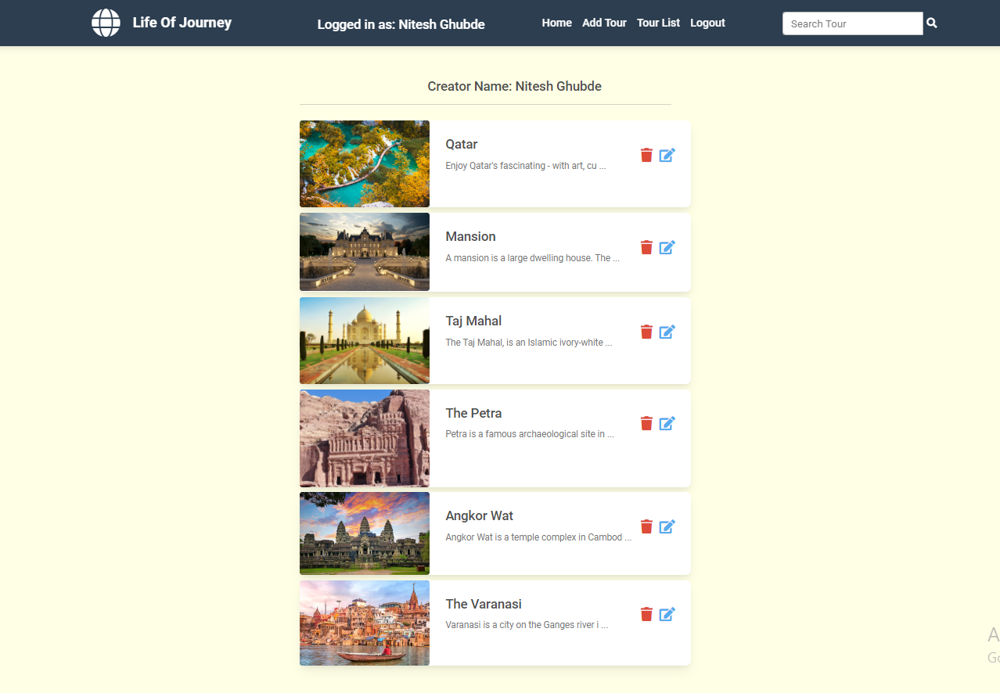 Life Of Journey
Logged in as: Nitesh Ghubde
Home Add Tour Tour List Logout
Search Tour
Creator Name: Nitesh Ghubde
Qatar
Enjoy Qatar's fascinating - with art, cu ...
Mansion
A mansion is a large dwelling house. The ...
Taj Mahal
The Taj Mahal, is an Islamic ivory-white ...
The Petra
Petra is a famous archaeological site in ...
Angkor Wat
Angkor Wat is a temple complex in Cambod ...
The Varanasi
Varanasi is a city on the Ganges river i ...